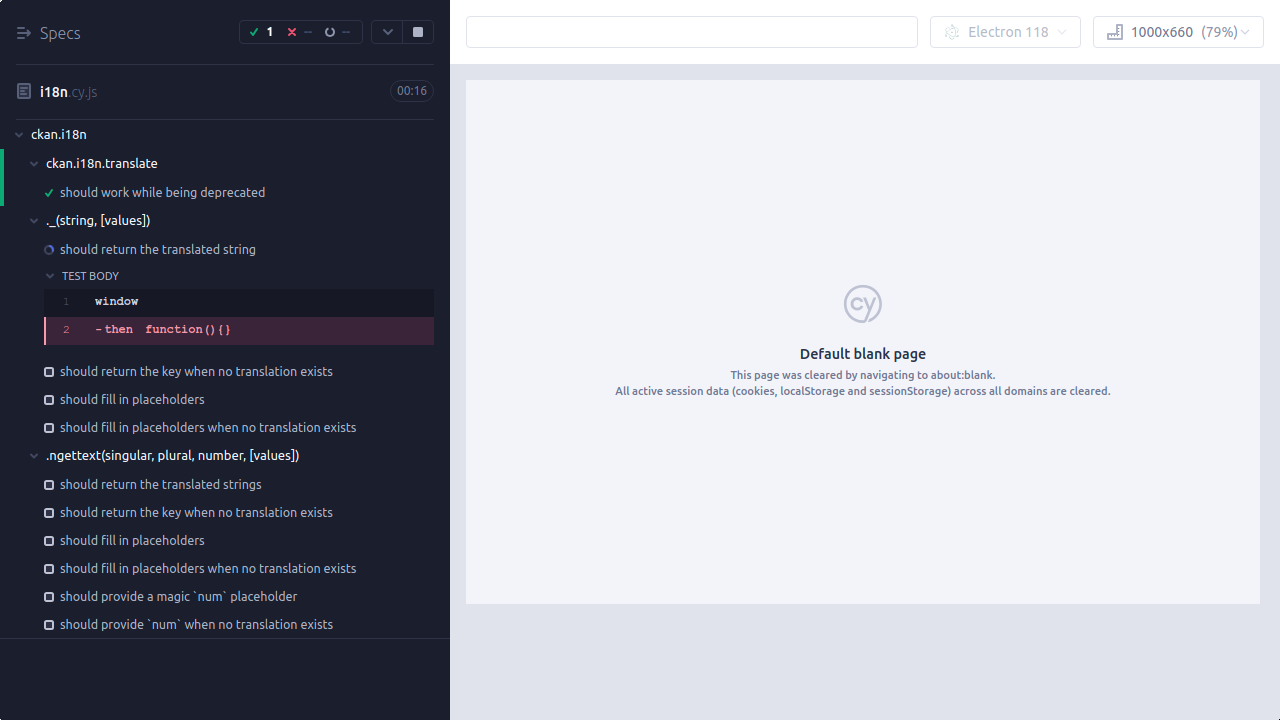 Specs
1
--
--
i18n.cy.js
00:16
ckan.i18n
ckan.i18n.translate
should work while being deprecated
._(string, [values])
should return the translated string
TEST BODY
1 window
2 -then function(){}
should return the key when no translation exists
should fill in placeholders
should fill in placeholders when no translation exists
.ngettext(singular, plural, number, [values])
should return the translated strings
should return the key when no translation exists
should fill in placeholders
should fill in placeholders when no translation exists
should provide a magic `num` placeholder
should provide `num` when no translation exists
Electron 118
1000x660 (79%)
cy
Default blank page
This page was cleared by navigating to about:blank.
All active session data (cookies, localStorage and sessionStorage) across all domains are cleared.